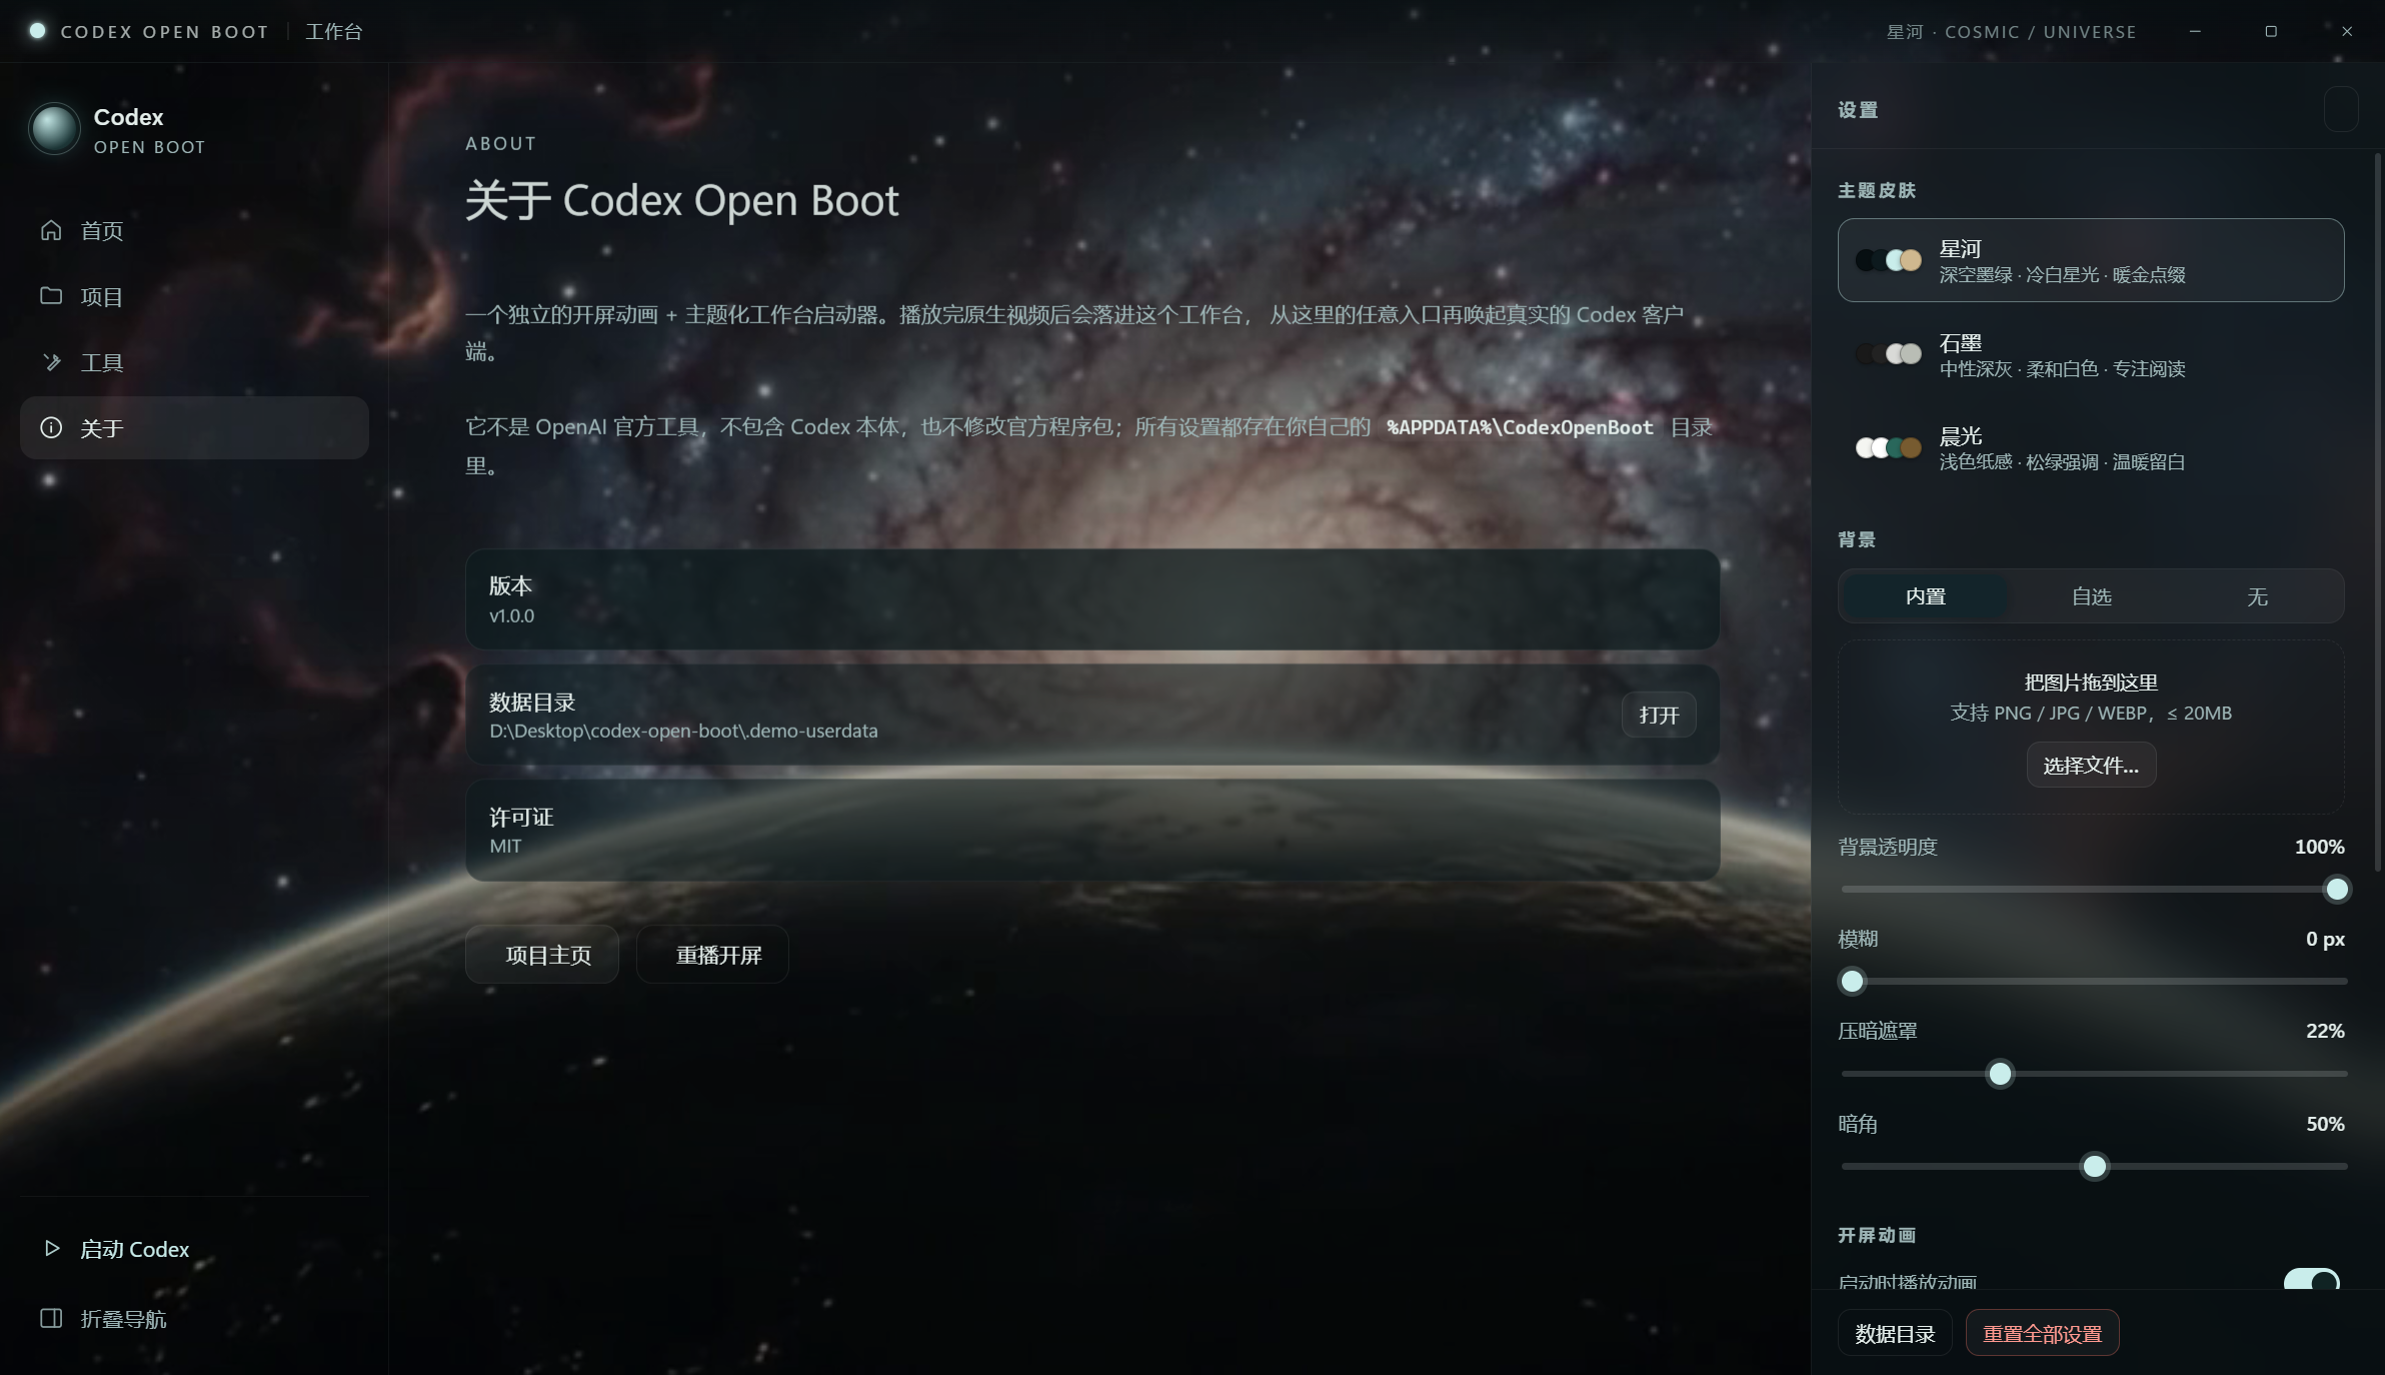 CODEX OPEN BOOT
工作台
星河 · COSMIC / UNIVERSE
Codex
OPEN BOOT
首页
项目
工具
关于
启动 Codex
折叠导航
ABOUT
关于 Codex Open Boot
一个独立的开屏动画 + 主题化工作台启动器。播放完原生视频后会落进这个工作台， 从这里的任意入口再唤起真实的 Codex 客户
端。
它不是 OpenAI 官方工具，不包含 Codex 本体，也不修改官方程序包；所有设置都存在你自己的 %APPDATA%\CodexOpenBoot 目录
里。
版本
v1.0.0
数据目录
D:\Desktop\codex-open-boot\.demo-userdata
打开
许可证
MIT
项目主页
重播开屏
设置
主题皮肤
星河
深空墨绿 · 冷白星光 · 暖金点缀
石墨
中性深灰 · 柔和白色 · 专注阅读
晨光
浅色纸感 · 松绿强调 · 温暖留白
背景
内置
自选
无
把图片拖到这里
支持 PNG / JPG / WEBP，≤ 20MB
选择文件...
背景透明度
100%
模糊
0 px
压暗遮罩
22%
暗角
50%
开屏动画
启动时播放动画
数据目录
重置全部设置